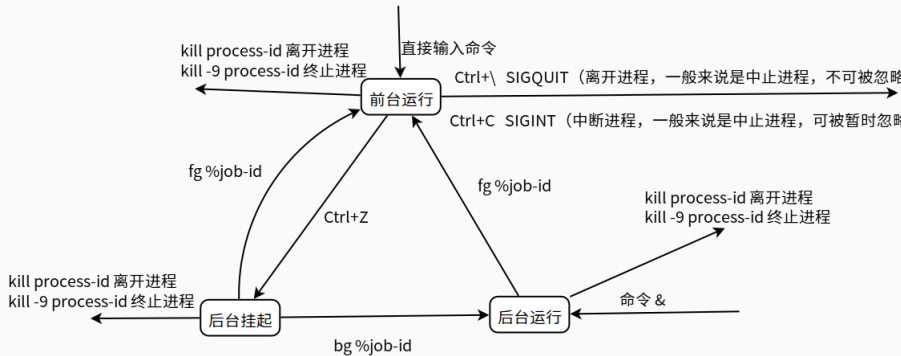 直接输入命令
kill process-id 离开进程
kill -9 process-id 终止进程
Ctrl+\ SIGQUIT（离开进程，一般来说是中止进程，不可被忽略
前台运行
Ctrl+C SIGINT（中断进程，一般来说是中止进程，可被暂时忽略
fg %job-id
fg %job-id
Ctrl+Z
kill process-id 离开进程
kill -9 process-id 终止进程
kill process-id 离开进程
kill -9 process-id 终止进程
命令 &
后台挂起
后台运行
bg %job-id